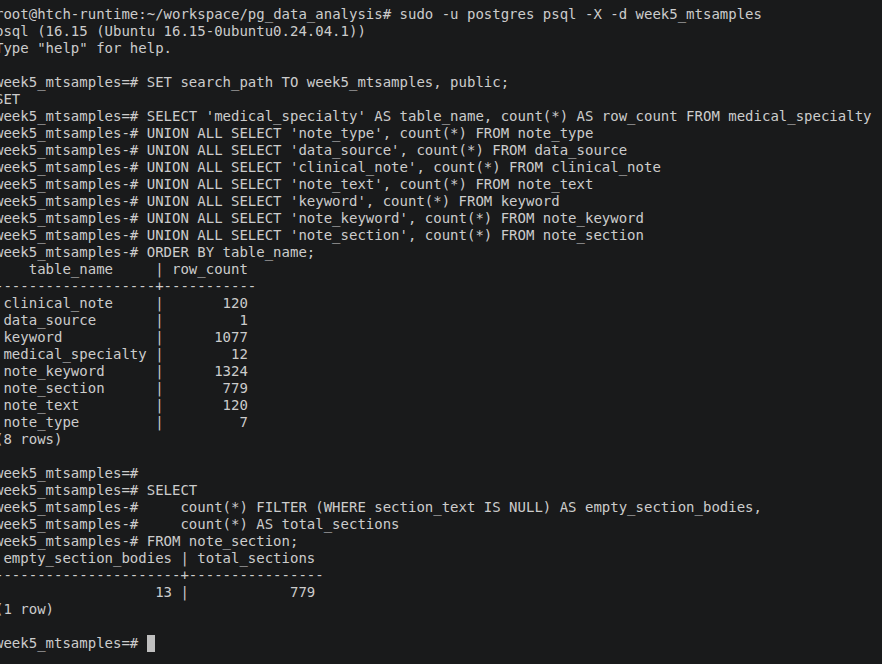 root@htch-runtime:~/workspace/pg_data_analysis# sudo -u postgres psql -X -d week5_mtsamples
psql (16.15 (Ubuntu 16.15-0ubuntu0.24.04.1))
Type "help" for help.

week5_mtsamples=# SET search_path TO week5_mtsamples, public;
SET
week5_mtsamples=# SELECT 'medical_specialty' AS table_name, count(*) AS row_count FROM medical_specialty
week5_mtsamples-# UNION ALL SELECT 'note_type', count(*) FROM note_type
week5_mtsamples-# UNION ALL SELECT 'data_source', count(*) FROM data_source
week5_mtsamples-# UNION ALL SELECT 'clinical_note', count(*) FROM clinical_note
week5_mtsamples-# UNION ALL SELECT 'note_text', count(*) FROM note_text
week5_mtsamples-# UNION ALL SELECT 'keyword', count(*) FROM keyword
week5_mtsamples-# UNION ALL SELECT 'note_keyword', count(*) FROM note_keyword
week5_mtsamples-# UNION ALL SELECT 'note_section', count(*) FROM note_section
week5_mtsamples-# ORDER BY table_name;
    table_name     | row_count
-------------------+-----------
 clinical_note     |       120
 data_source       |         1
 keyword           |      1077
 medical_specialty |        12
 note_keyword      |      1324
 note_section      |       779
 note_text         |       120
 note_type         |         7
(8 rows)

week5_mtsamples=#
week5_mtsamples=# SELECT
week5_mtsamples-#     count(*) FILTER (WHERE section_text IS NULL) AS empty_section_bodies,
week5_mtsamples-#     count(*) AS total_sections
week5_mtsamples-# FROM note_section;
 empty_section_bodies | total_sections
----------------------+----------------
                   13 |            779
(1 row)

week5_mtsamples=#